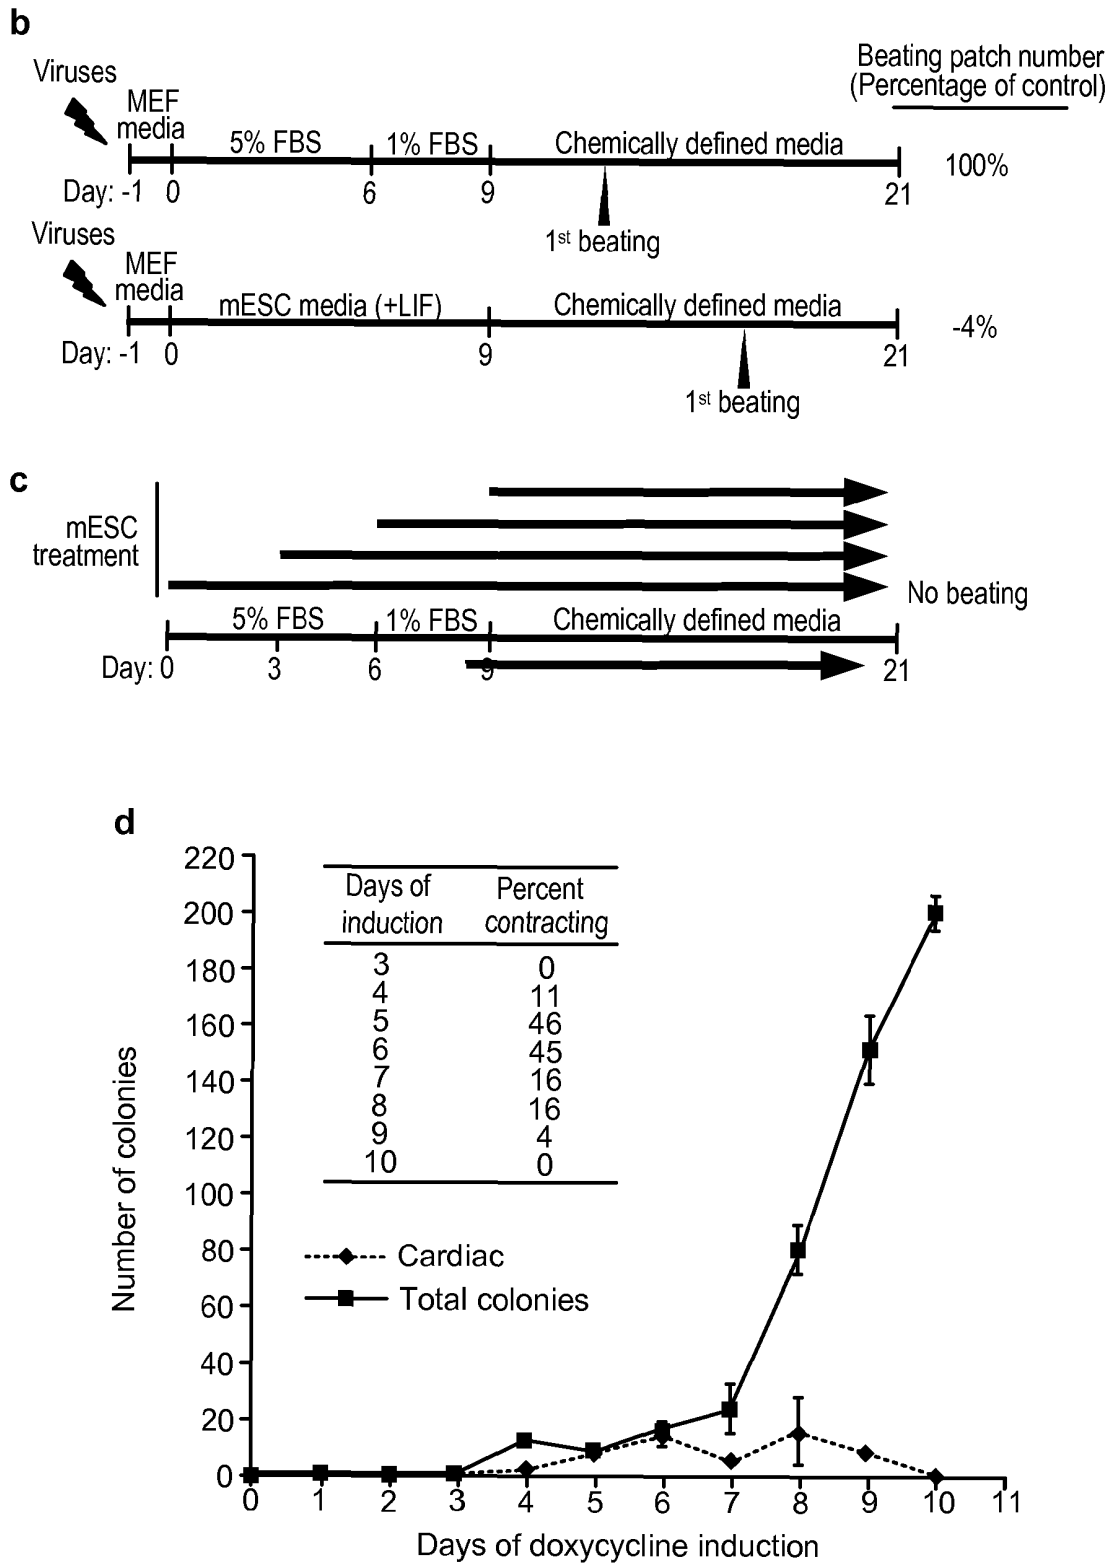 b
Beating patch number
(Percentage of control)
Viruses
MEF
media
5% FBS
1% FBS
Chemically defined media
100%
Day: -1 0 6 9 21
1st beating
Viruses
MEF
media
mESC media (+LIF)
Chemically defined media
-4%
Day: -1 0 9 21
1st beating
c
mESC
treatment
No beating
5% FBS
1% FBS
Chemically defined media
Day: 0 3 6 9 21
d
220
200
180
160
140
120
100
80
60
40
20
0
Number of colonies
Days of induction
Percent contracting
3 0
4 11
5 46
6 45
7 16
8 16
9 4
10 0
Cardiac
Total colonies
0 1 2 3 4 5 6 7 8 9 10 11
Days of doxycycline induction